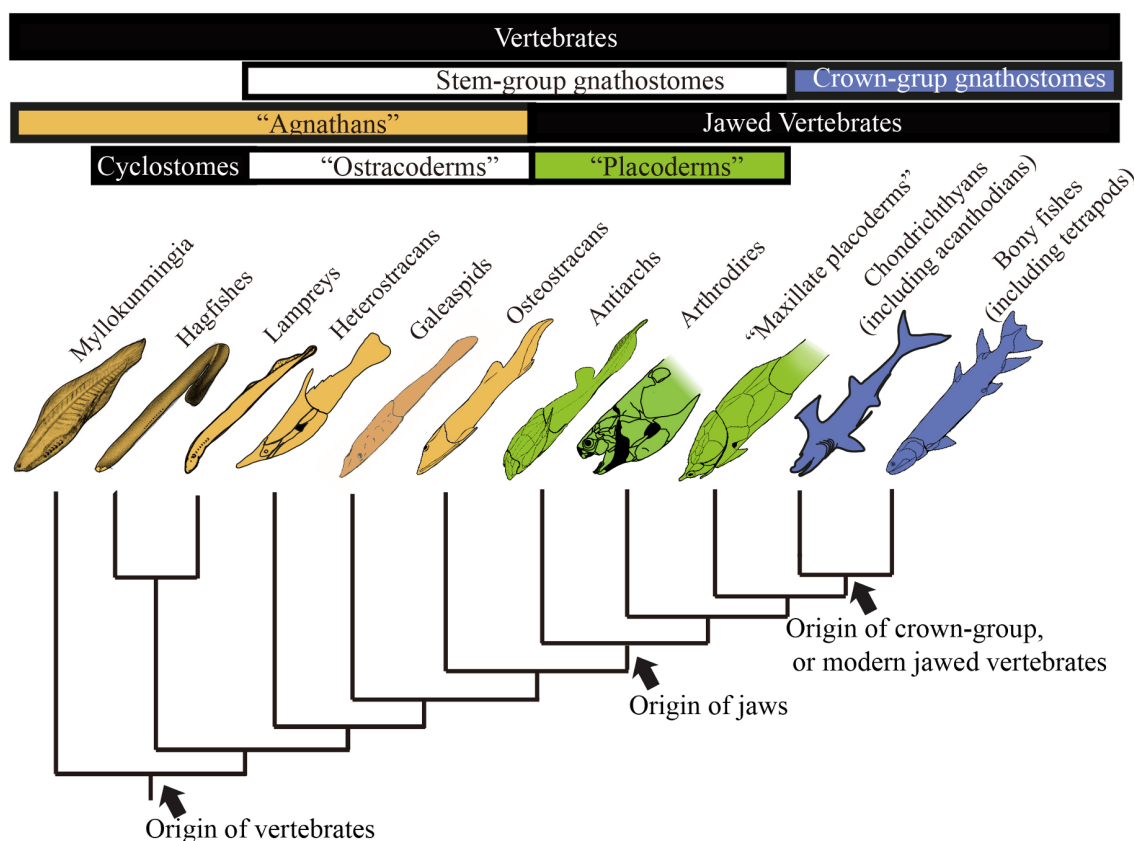 Vertebrates
Stem-group gnathostomes
Crown-grup gnathostomes
“Agnathans”
Jawed Vertebrates
Cyclostomes
“Ostracoderms”
“Placoderms”
Myllokunmingia
Hagfishes
Lampreys
Heterostracans
Galeaspids
Osteostracans
Antiarchs
Arthrodires
“Maxillate placoderms”
Chondrichthyans
(including acanthodians)
Bony fishes
(including tetrapods)
Origin of crown-group,
or modern jawed vertebrates
Origin of jaws
Origin of vertebrates